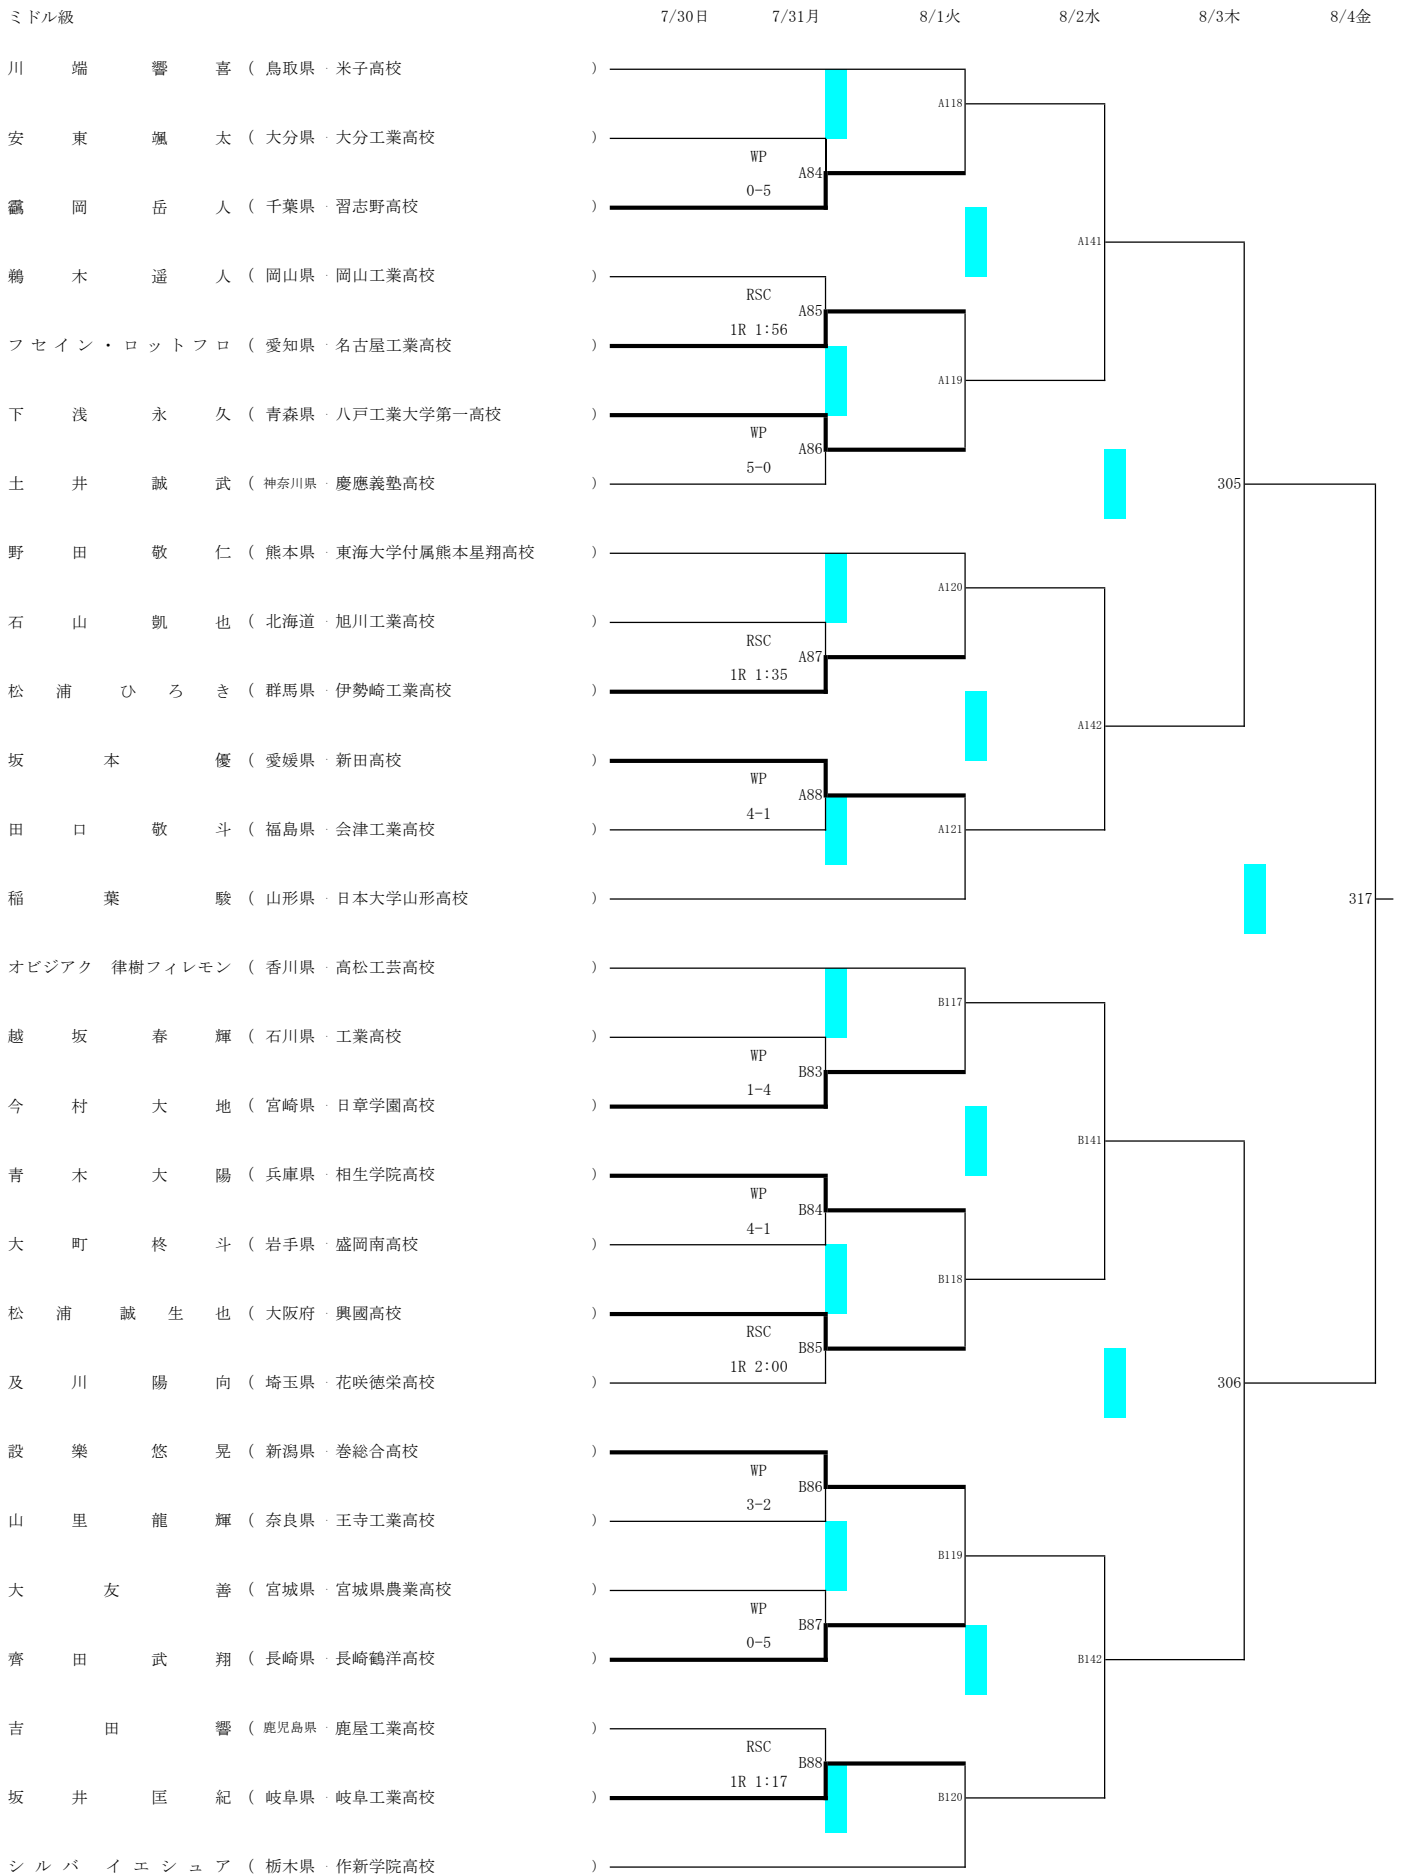 ミドル級 7/30日 7/31月 8/1火 8/2水 8/3木 8/4金
川端響喜 ( 鳥取県 · 米子高校 )
A118
安東颯太 ( 大分県 · 大分工業高校 )
WP
A84
0-5
靏岡岳人 ( 千葉県 · 習志野高校 )
A141
鵜木遥人 ( 岡山県 · 岡山工業高校 )
RSC
A85
1R 1:56
フセイン・ロットフロ ( 愛知県 · 名古屋工業高校 )
A119
下浅永久 ( 青森県 · 八戸工業大学第一高校 )
WP
A86
5-0
土井誠武 ( 神奈川県 · 慶應義塾高校 )
305
野田敬仁 ( 熊本県 · 東海大学付属熊本星翔高校 )
A120
石山凱也 ( 北海道 · 旭川工業高校 )
RSC
A87
1R 1:35
松浦ひろき ( 群馬県 · 伊勢崎工業高校 )
A142
坂本優 ( 愛媛県 · 新田高校 )
WP
A88
4-1
田口敬斗 ( 福島県 · 会津工業高校 )
A121
稲葉駿 ( 山形県 · 日本大学山形高校 )
317
オビジアク 律樹フィレモン ( 香川県 · 高松工芸高校 )
B117
越坂春輝 ( 石川県 · 工業高校 )
WP
B83
1-4
今村大地 ( 宮崎県 · 日章学園高校 )
B141
青木大陽 ( 兵庫県 · 相生学院高校 )
WP
B84
4-1
大町柊斗 ( 岩手県 · 盛岡南高校 )
B118
松浦誠生也 ( 大阪府 · 興國高校 )
RSC
B85
1R 2:00
及川陽向 ( 埼玉県 · 花咲徳栄高校 )
306
設樂悠晃 ( 新潟県 · 巻総合高校 )
WP
B86
3-2
山里龍輝 ( 奈良県 · 王寺工業高校 )
B119
大友善 ( 宮城県 · 宮城県農業高校 )
WP
B87
0-5
齊田武翔 ( 長崎県 · 長崎鶴洋高校 )
B142
吉田響 ( 鹿児島県 · 鹿屋工業高校 )
RSC
B88
1R 1:17
坂井匡紀 ( 岐阜県 · 岐阜工業高校 )
B120
シルバ イエシュア ( 栃木県 · 作新学院高校 )